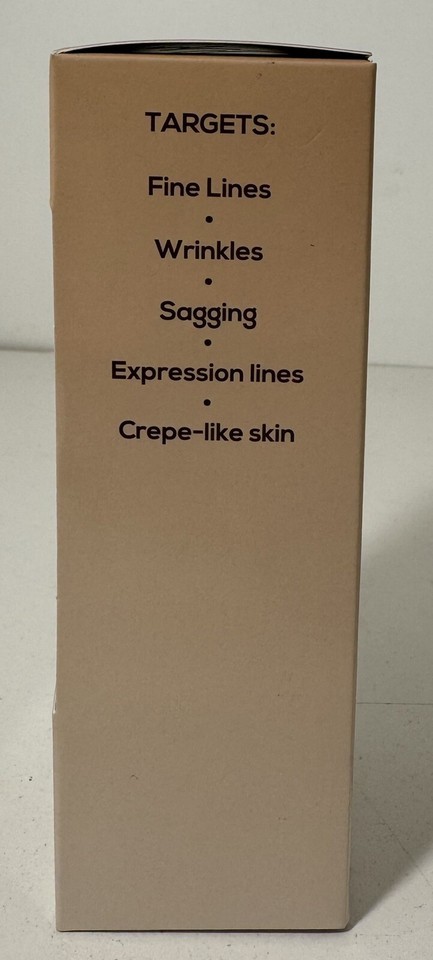 TARGETS:
Fine Lines
•
Wrinkles
•
Sagging
•
Expression lines
•
Crepe-like skin